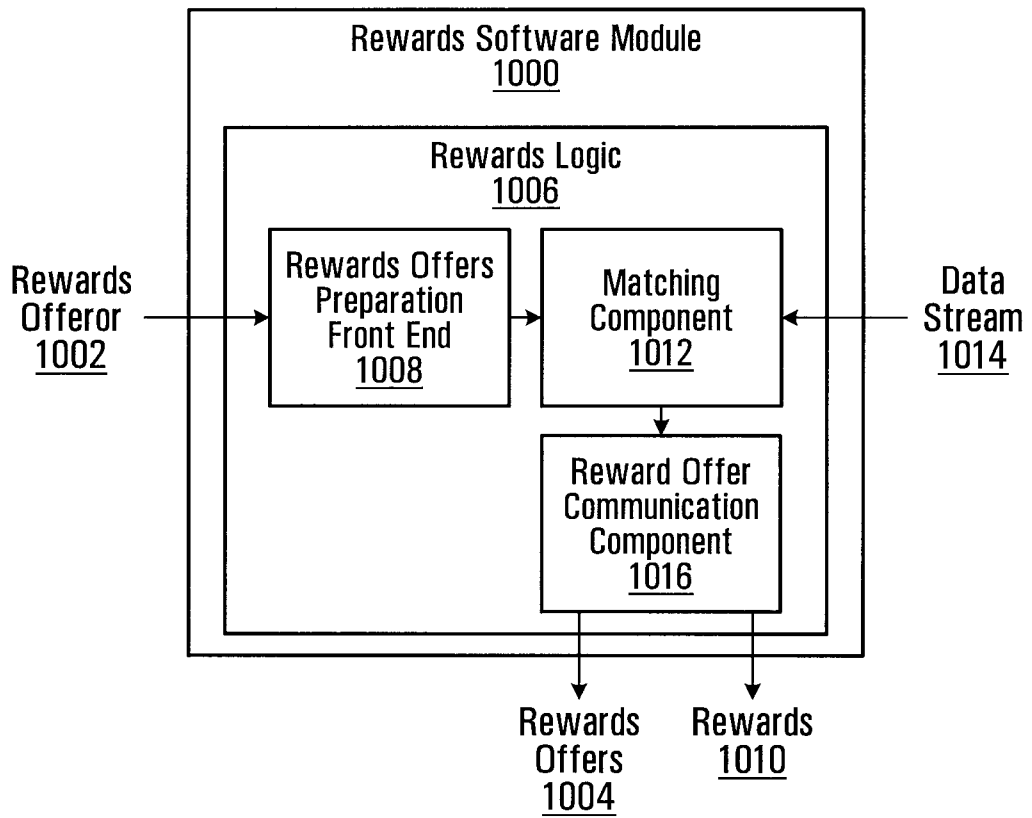 Rewards Software Module
1000
Rewards Logic
1006
Rewards
Offeror
1002
Rewards Offers
Preparation
Front End
1008
Matching
Component
1012
Data
Stream
1014
Reward Offer
Communication
Component
1016
Rewards
Offers
1004
Rewards
1010